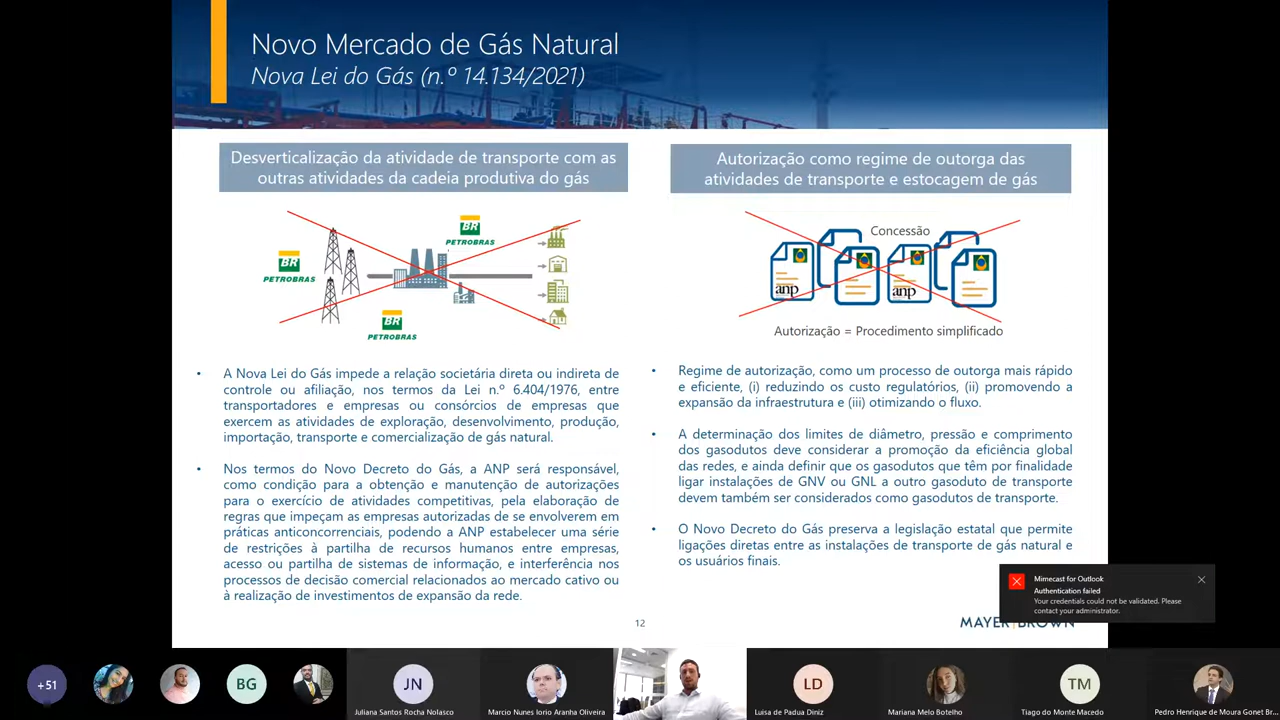 Novo Mercado de Gás Natural
Nova Lei do Gás (n.º 14.134/2021)
Desverticalização da atividade de transporte com as
outras atividades da cadeia produtiva do gás
BR
PETROBRAS
BR
PETROBRAS
BR
PETROBRAS
• A Nova Lei do Gás impede a relação societária direta ou indireta de
controle ou afiliação, nos termos da Lei n.º 6.404/1976, entre
transportadores e empresas ou consórcios de empresas que
exercem as atividades de exploração, desenvolvimento, produção,
importação, transporte e comercialização de gás natural.
• Nos termos do Novo Decreto do Gás, a ANP será responsável,
como condição para a obtenção e manutenção de autorizações
para o exercício de atividades competitivas, pela elaboração de
regras que impeçam as empresas autorizadas de se envolverem em
práticas anticoncorrenciais, podendo a ANP estabelecer uma série
de restrições à partilha de recursos humanos entre empresas,
acesso ou partilha de sistemas de informação, e interferência nos
processos de decisão comercial relacionados ao mercado cativo ou
à realização de investimentos de expansão da rede.
Autorização como regime de outorga das
atividades de transporte e estocagem de gás
Concessão
anp
anp
Autorização = Procedimento simplificado
• Regime de autorização, como um processo de outorga mais rápido
e eficiente, (i) reduzindo os custo regulatórios, (ii) promovendo a
expansão da infraestrutura e (iii) otimizando o fluxo.
• A determinação dos limites de diâmetro, pressão e comprimento
dos gasodutos deve considerar a promoção da eficiência global
das redes, e ainda definir que os gasodutos que têm por finalidade
ligar instalações de GNV ou GNL a outro gasoduto de transporte
devem também ser considerados como gasodutos de transporte.
• O Novo Decreto do Gás preserva a legislação estatal que permite
ligações diretas entre as instalações de transporte de gás natural e
os usuários finais.
Mimecast for Outlook
Authentication failed
Your credentials could not be validated. Please
contact your administrator.
12
MAYER BROWN
+51
BG
JN
LD
TM
Juliana Santos Rocha Nolasco
Marcio Nunes Iorio Aranha Oliveira
Luisa de Padua Diniz
Mariana Melo Botelho
Tiago do Monte Macedo
Pedro Henrique de Moura Gonet Br...